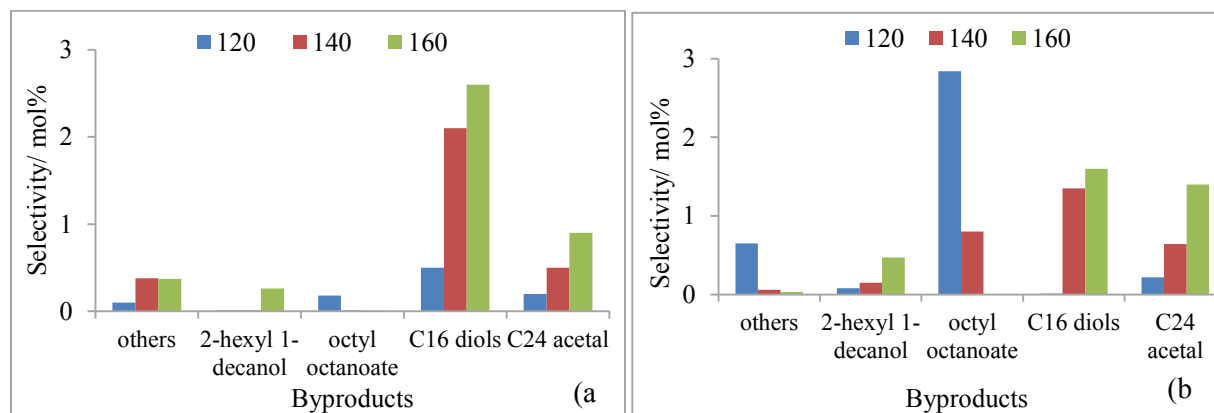 120 140 160
3
2
1
0
Selectivity/ mol%
others 2-hexyl 1- octyl C16 diols C24 acetal
decanol octanoate
Byproducts
(a
120 140 160
3
2
1
0
Selectivity/ mol%
others 2-hexyl 1- octyl C16 diols C24
decanol octanoate acetal
Byproducts
(b